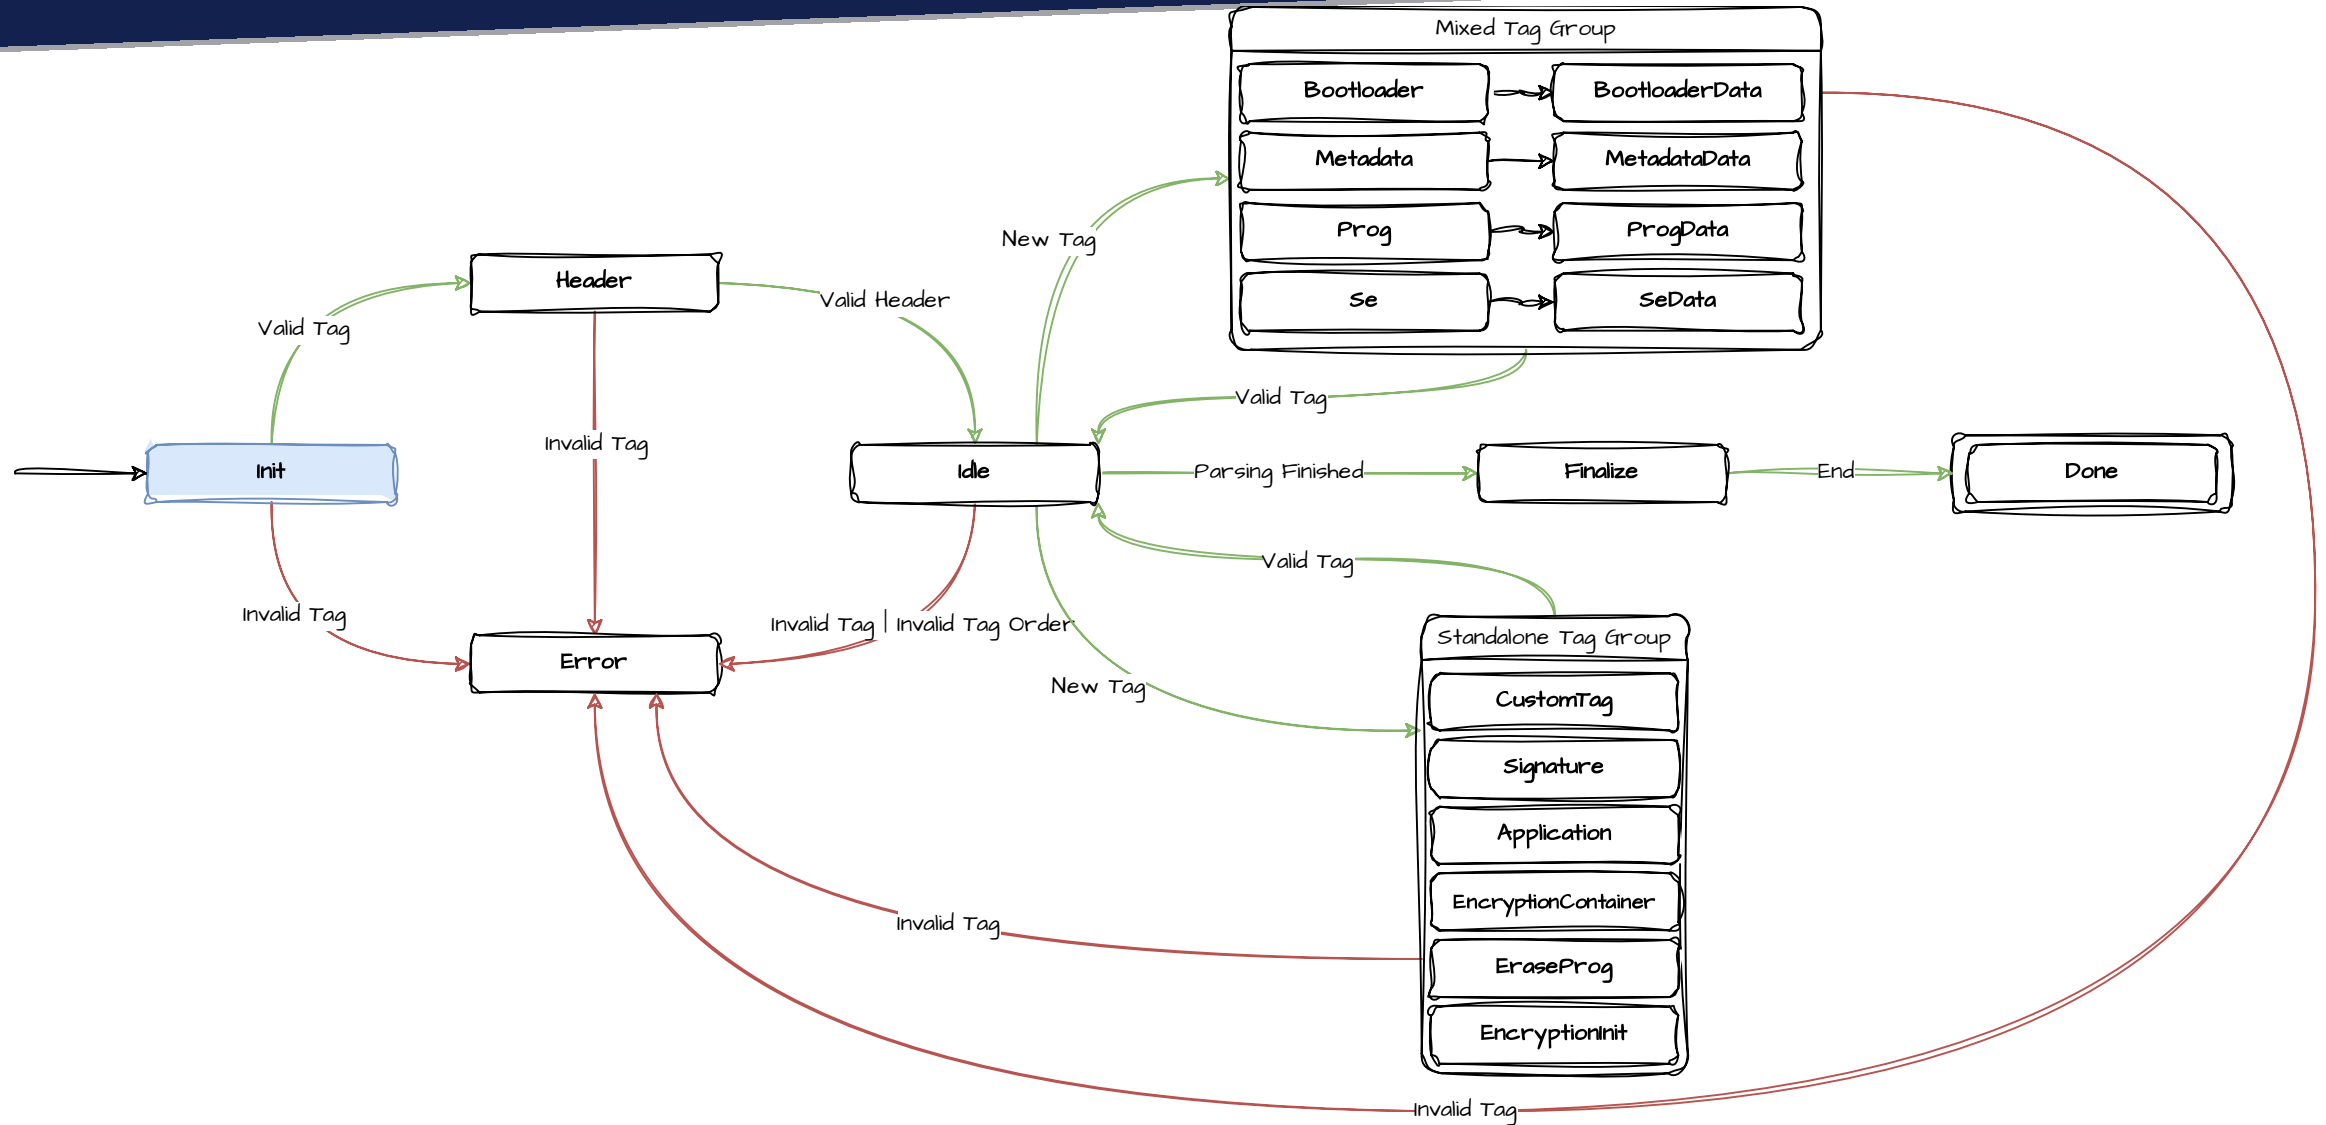 Mixed Tag Group
Bootloader
BootloaderData
Metadata
MetadataData
Prog
ProgData
Se
SeData
New Tag
Header
Valid Header
Valid Tag
Valid Tag
Invalid Tag
Init
Idle
Parsing Finished
Finalize
End
Done
Valid Tag
Invalid Tag
Invalid Tag | Invalid Tag Order
Error
New Tag
Standalone Tag Group
CustomTag
Signature
Application
EncryptionContainer
EraseProg
EncryptionInit
Invalid Tag
Invalid Tag